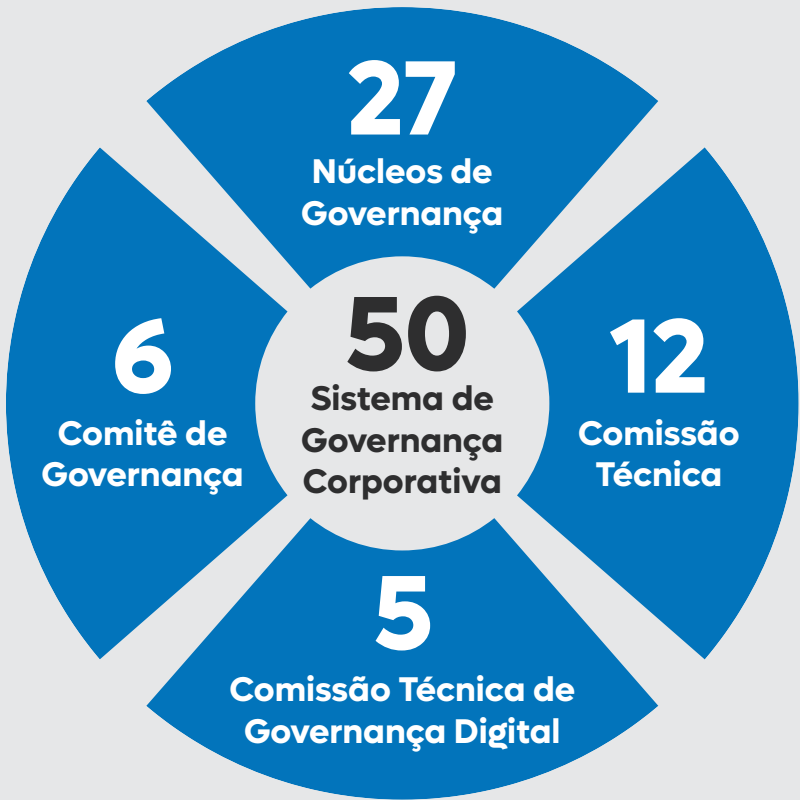 27
Núcleos de
Governança
6
Comitê de
Governança
50
Sistema de
Governança
Corporativa
12
Comissão
Técnica
5
Comissão Técnica de
Governança Digital